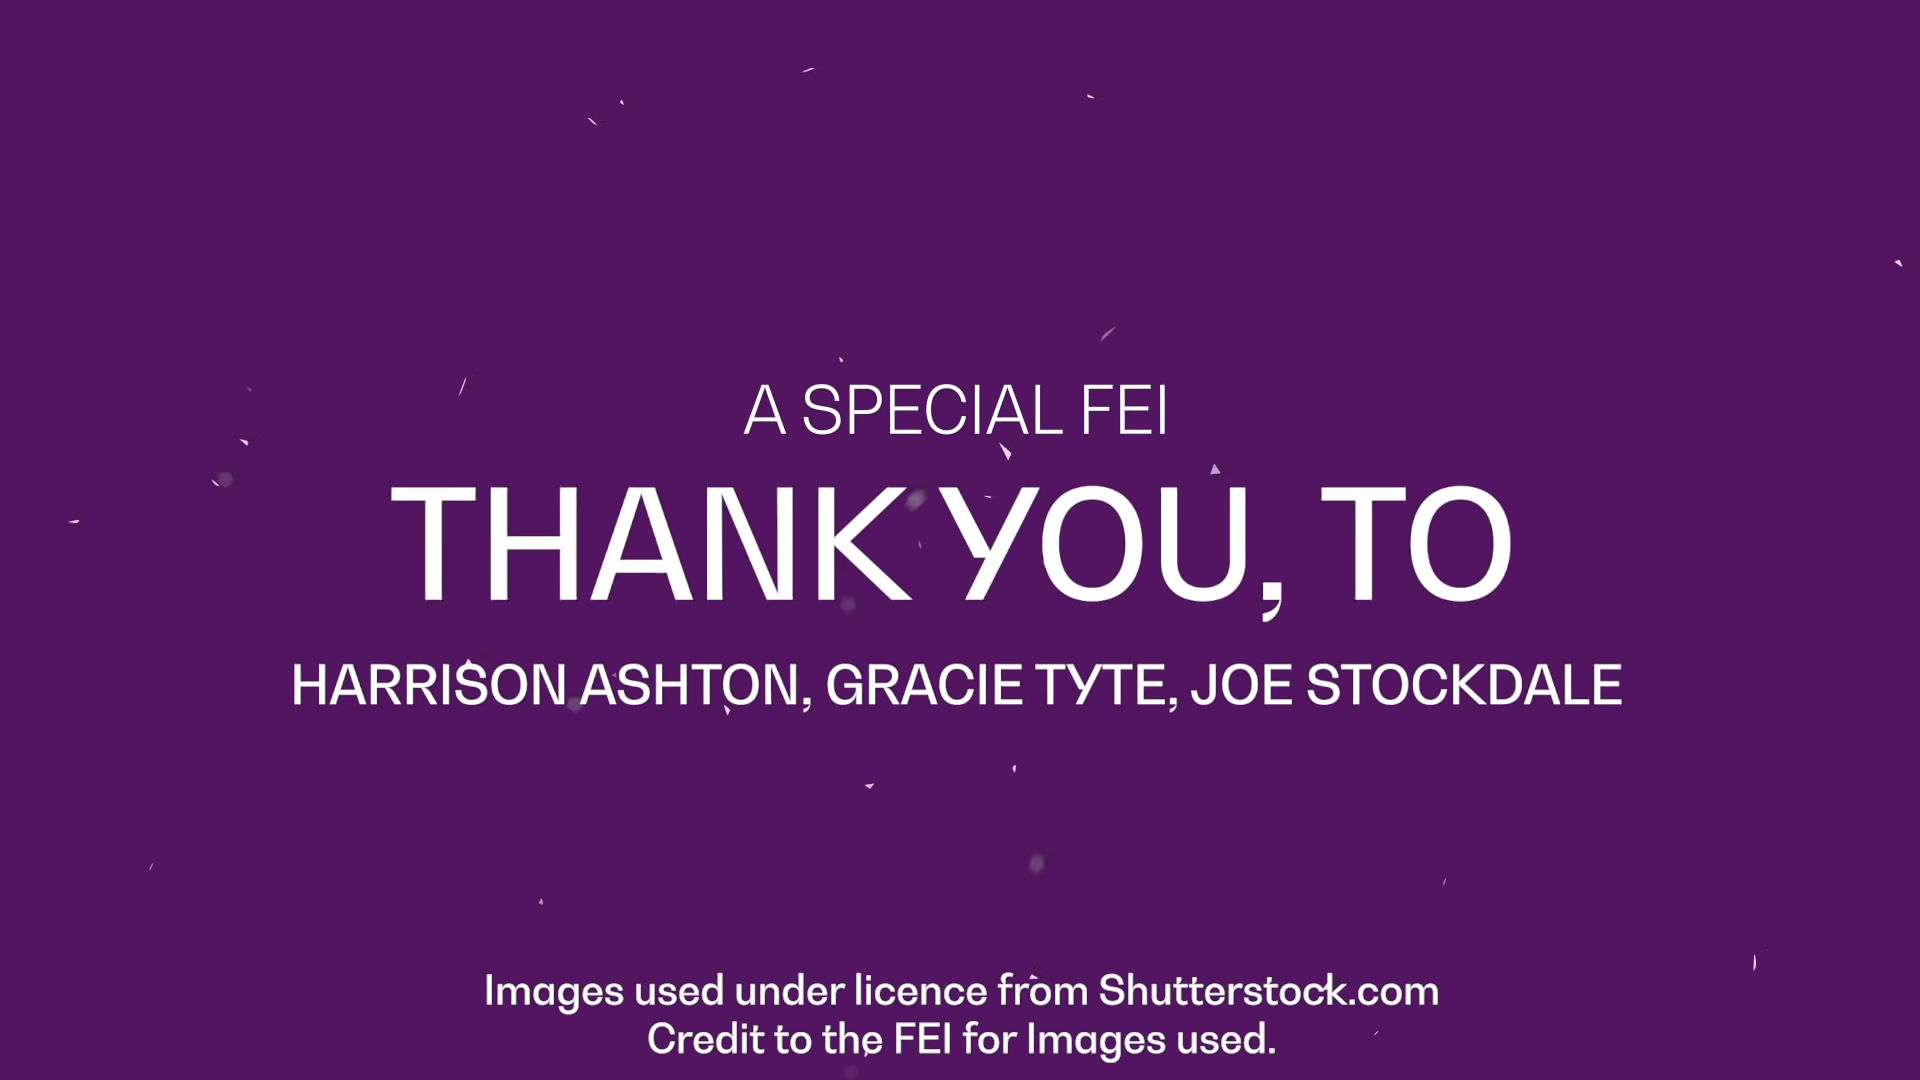 A SPECIAL FEI
THANK YOU, TO
HARRISON ASHTON, GRACIE TYTE, JOE STOCKDALE
Images used under licence from Shutterstock.com
Credit to the FEI for Images used.